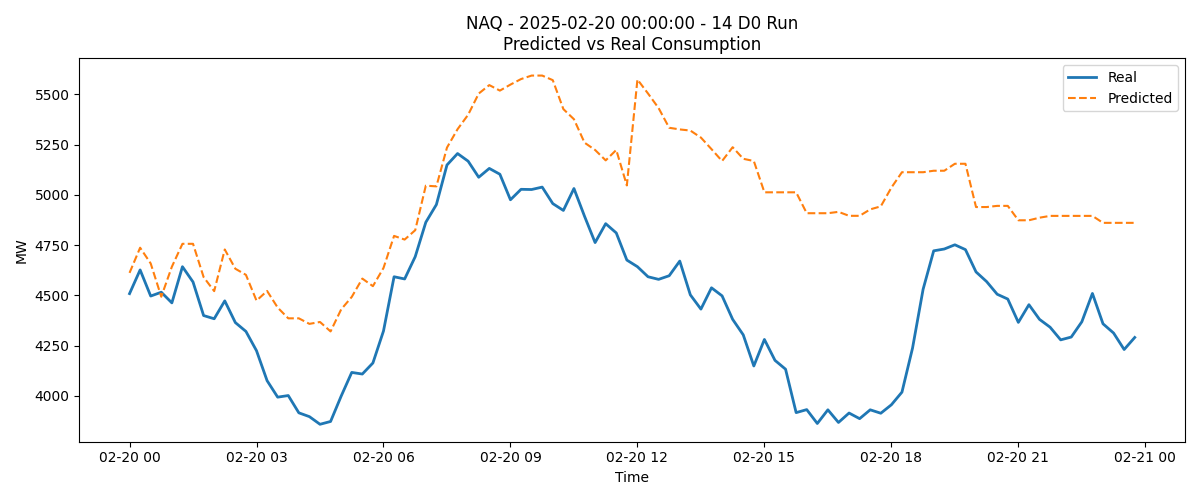 NAQ - 2025-02-20 00:00:00 - 14 D0 Run
Predicted vs Real Consumption
Real
Predicted
MW
5500
5250
5000
4750
4500
4250
4000
02-20 00
02-20 03
02-20 06
02-20 09
02-20 12
02-20 15
02-20 18
02-20 21
02-21 00
Time